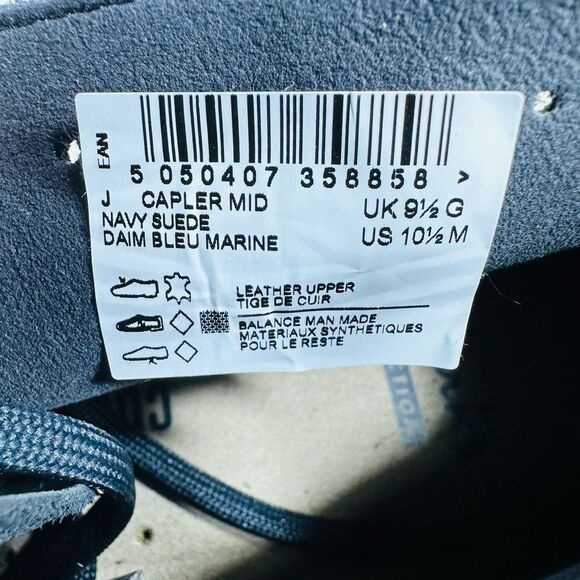 EAN
5 050407 358858 >
J CAPLER MID UK 9½ G
NAVY SUEDE
DAIM BLEU MARINE US 10½ M
LEATHER UPPER
TIGE DE CUIR
BALANCE MAN MADE
MATERIAUX SYNTHÉTIQUES
POUR LE RESTE